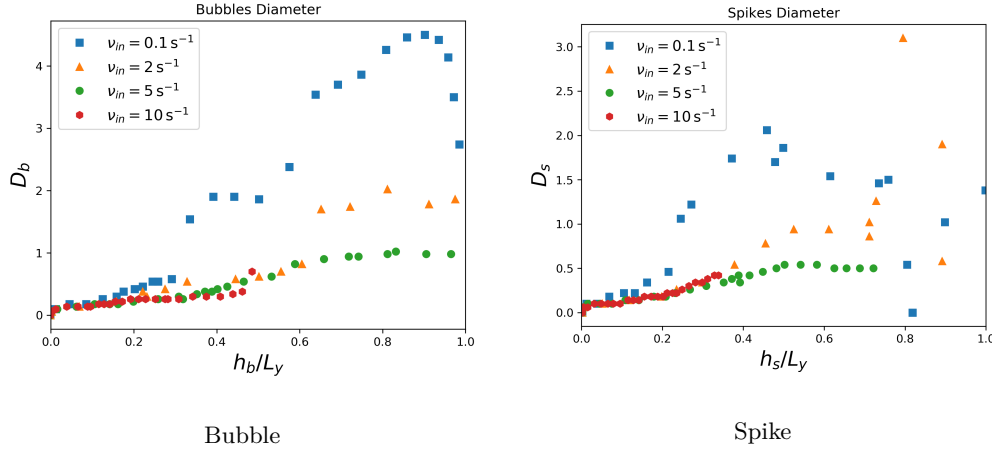 Bubbles Diameter
ν_in = 0.1 s⁻¹
ν_in = 2 s⁻¹
ν_in = 5 s⁻¹
ν_in = 10 s⁻¹
D_b
4
3
2
1
0
0.0 0.2 0.4 0.6 0.8 1.0
h_b/L_y
Bubble
Spikes Diameter
ν_in = 0.1 s⁻¹
ν_in = 2 s⁻¹
ν_in = 5 s⁻¹
ν_in = 10 s⁻¹
D_s
3.0
2.5
2.0
1.5
1.0
0.5
0.0
0.0 0.2 0.4 0.6 0.8 1.0
h_s/L_y
Spike